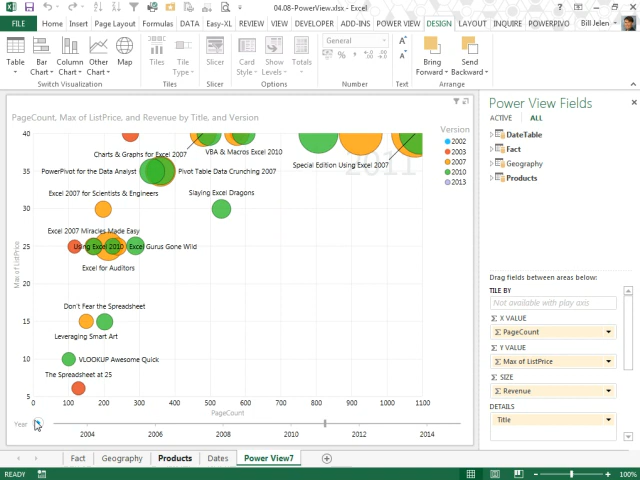 04.08-PowerView.xlsx - Excel
FILE Home Insert Page Layout Formulas DATA Easy-XL REVIEW VIEW DEVELOPER ADD-INS POWER VIEW DESIGN LAYOUT INQUIRE POWERPIVO Bill Jelen
Table Bar Chart Column Chart Other Chart Map Tiles Tile Type Slicer Card Style Show Levels Totals General $ % , Bring Forward Send Backward
Switch Visualization Tiles Slicer Options Number Text Arrange
PageCount, Max of ListPrice, and Revenue by Title, and Version
Version
2002
2003
2007
2010
2013
2011
40
35
30
25
20
15
10
5
0
Max of ListPrice
Charts & Graphs for Excel 2007
VBA & Macros Excel 2010
Special Edition Using Excel 2007
PowerPivot for the Data Analyst
Pivot Table Data Crunching 2007
Excel 2007 for Scientists & Engineers
Slaying Excel Dragons
Excel 2007 Miracles Made Easy
Using Excel 2010
Excel Gurus Gone Wild
Excel for Auditors
Don't Fear the Spreadsheet
Leveraging Smart Art
VLOOKUP Awesome Quick
The Spreadsheet at 25
0 100 200 300 400 500 600 700 800 900 1000 1100
PageCount
Year
2004 2006 2008 2010 2012 2014
Power View Fields
ACTIVE ALL
DateTable
Fact
Geography
Products
Drag fields between areas below:
TILE BY
Not available with play axis
Σ X VALUE
Σ PageCount
Σ Y VALUE
Σ Max of ListPrice
Σ SIZE
Σ Revenue
DETAILS
Title
Fact Geography Products Dates Power View7
READY 100%